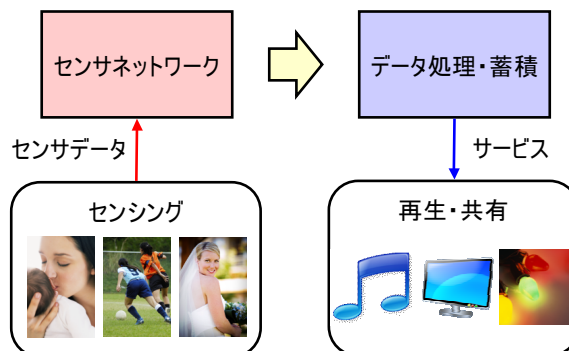 センサネットワーク
データ処理・蓄積
センサデータ
サービス
センシング
再生・共有